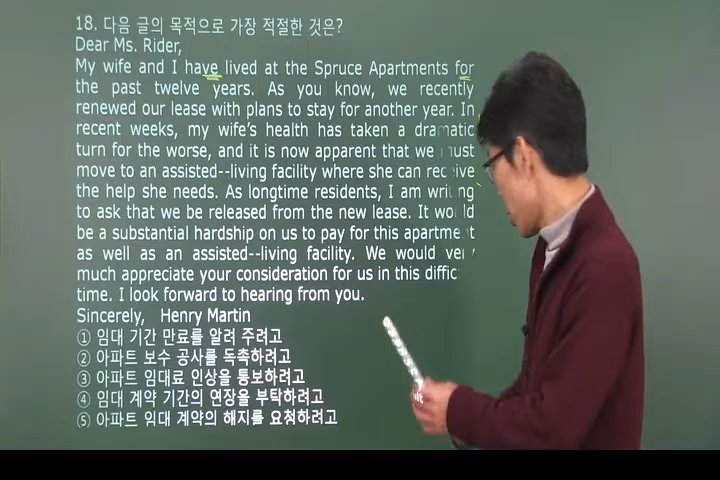 18. 다음 글의 목적으로 가장 적절한 것은?
Dear Ms. Rider,
My wife and I have lived at the Spruce Apartments for
the past twelve years. As you know, we recently
renewed our lease with plans to stay for another year. In
recent weeks, my wife's health has taken a dramatic
turn for the worse, and it is now apparent that we must
move to an assisted--living facility where she can receive
the help she needs. As longtime residents, I am writing
to ask that we be released from the new lease. It would
be a substantial hardship on us to pay for this apartment
as well as an assisted--living facility. We would very
much appreciate your consideration for us in this diffic
time. I look forward to hearing from you.
Sincerely, Henry Martin
① 임대 기간 만료를 알려 주려고
② 아파트 보수 공사를 독촉하려고
③ 아파트 임대료 인상을 통보하려고
④ 임대 계약 기간의 연장을 부탁하려고
⑤ 아파트 임대 계약의 해지를 요청하려고